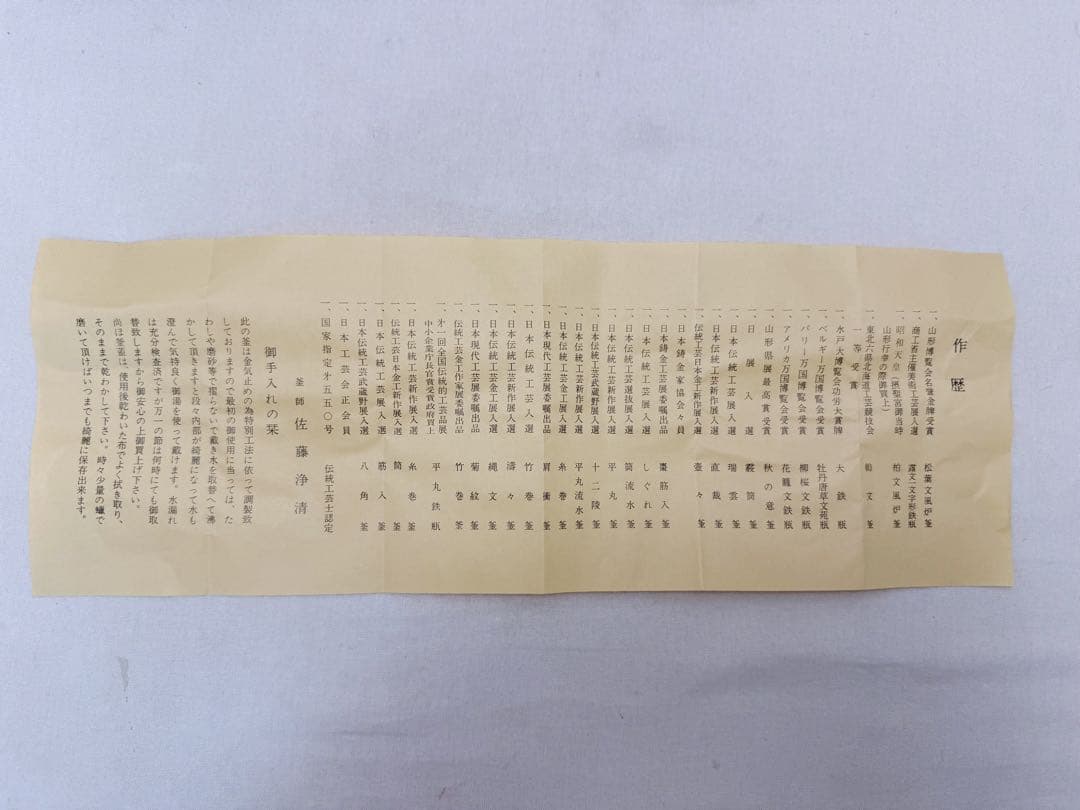 作歴
一、山形博覧会名誉金牌受賞 松葉文風炉釜
一、商工省主催美術工芸展入選 霰文一文字形鉄瓶
一、昭和天皇 御当時
山形行幸の際御買上） 柏文風炉釜
一、東北六県北海道工芸競技会
一等受賞 文釜
一、水戸大博覧会功労大賞牌 大鉄瓶
一、ベルギー万国博覧会受賞 牡丹唐草文 瓶
一、パリー万国博覧会受賞 柳桜文鉄瓶
一、アメリカ万国博覧会受賞 花籠文鉄瓶
一、山形県展最高賞受賞 秋の意釜
一、日展入選 霰筒釜
一、日本伝統工芸展入選 瑞雲釜
一、日本伝統工芸新作展入選 直裁釜
一、伝統工芸日本金工新作展入選 壷々釜
一、日本鋳金家協会々員
一、日本鋳金工芸展委嘱出品 棗筋入釜
一、日本伝統工芸展入選 しぐれ釜
一、日本伝統工芸選抜展入選 筒流水釜
一、日本伝統工芸新作展入選 平丸釜
一、日本伝統工芸武蔵野展入選 十二陵釜
一、日本伝統工芸新作展入選 平丸流水釜
一、日本伝統工芸金工展入選 糸巻釜
一、日本現代工芸展委嘱出品 肩衝釜
一、日本伝統工芸入選 竹巻釜
一、日本伝統工芸新作展入選 濤々釜
一、日本伝統工芸金工展入選 縄文釜
一、日本現代工芸展委嘱出品 菊紋釜
一、伝統工芸金工作家展委嘱出品 竹巻釜
一、才一回全国伝統的工芸品展
中小企業庁長官賞受賞政府買上 平丸鉄瓶
一、日本伝統工芸新作展入選 糸巻釜
一、伝統工芸日本金工新作展入選 筒釜
一、日本伝統工芸展入選 筋入釜
一、日本伝統工芸武蔵野展入選 八角釜
一、日本工芸会正会員
一、国家指定才五五〇号 伝統工芸士認定
釜師 佐藤浄清
御手入れの栞
此の釜は金気止めの為特別工法に依って調製致
しておりますので最初の御使用に当っては、た
わしや磨砂等で擂らないで戴き水を取替へて沸
かして頂きますと段々内部が綺麗になって水も
澄んで気持良く御湯を使って戴けます。水漏れ
は充分検査済ですが万一の節は何時にても御取
替致しますから御安心の上御買上げ下さい。
尚ほ釜蓋は、使用後乾わいた布でよく拭き取り、
そのままで乾わかして下さい。時々少量の蠟で
磨いて頂けばいつまでも綺麗に保存出来ます。